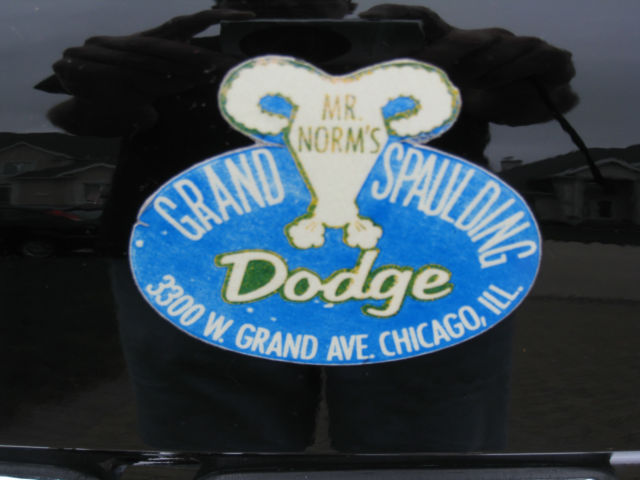 MR.
NORM'S
GRAND SPAULDING
Dodge
3300 W. GRAND AVE. CHICAGO, ILL.